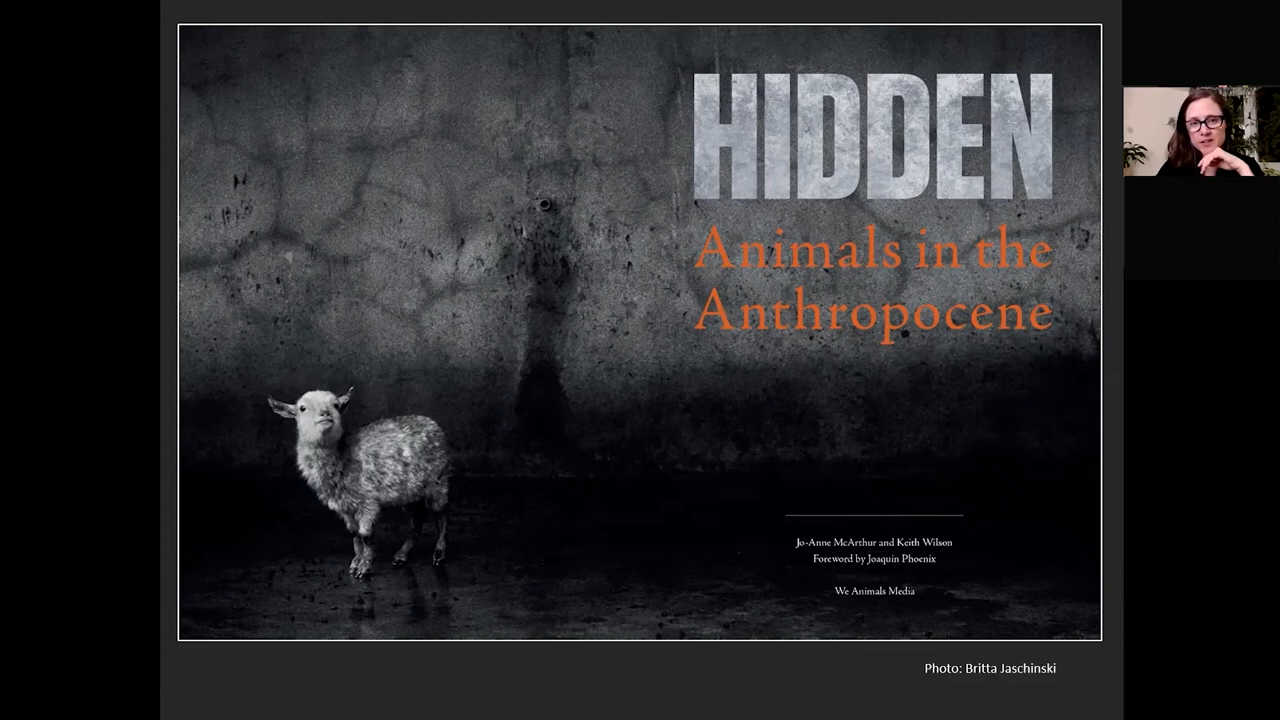 HIDDEN
Animals in the
Anthropocene
Jo-Anne McArthur and Keith Wilson
Foreword by Joaquin Phoenix
We Animals Media
Photo: Britta Jaschinski